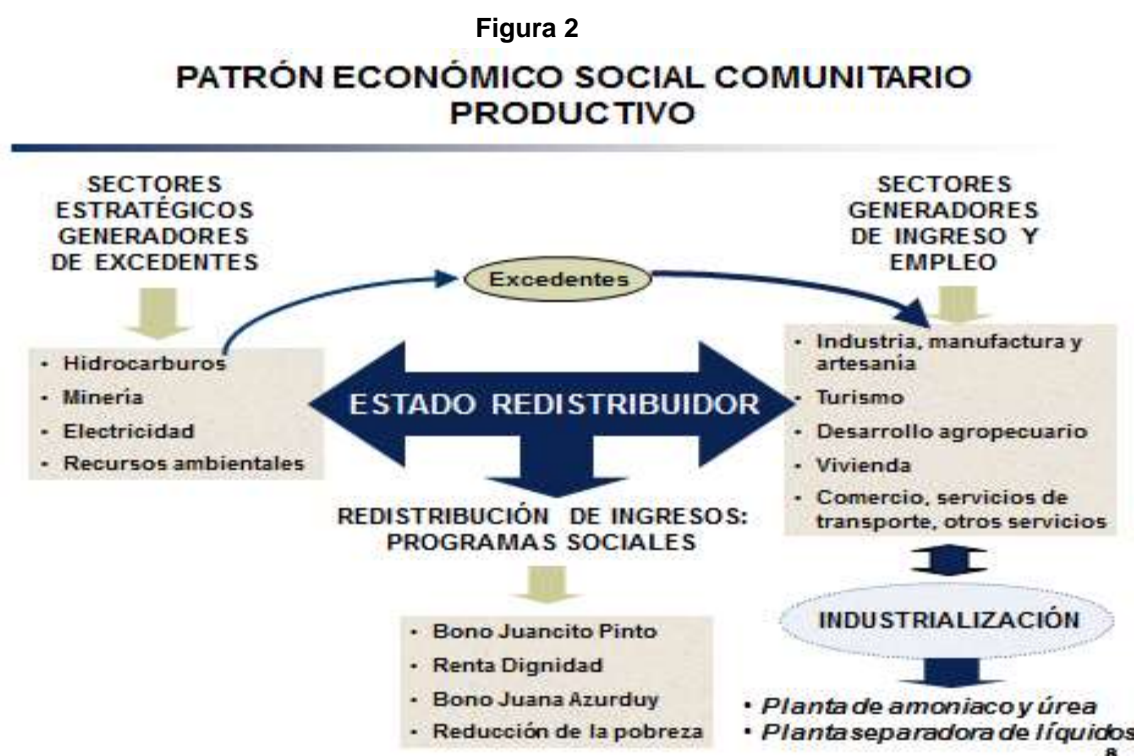 Figura 2
PATRÓN ECONÓMICO SOCIAL COMUNITARIO
PRODUCTIVO
SECTORES
ESTRATÉGICOS
GENERADORES
DE EXCEDENTES
• Hidrocarburos
• Minería
• Electricidad
• Recursos ambientales
Excedentes
SECTORES
GENERADORES
DE INGRESO Y
EMPLEO
• Industria, manufactura y
artesanía
• Turismo
• Desarrollo agropecuario
• Vivienda
• Comercio, servicios de
transporte, otros servicios
ESTADO REDISTRIBUIDOR
REDISTRIBUCIÓN DE INGRESOS:
PROGRAMAS SOCIALES
• Bono Juancito Pinto
• Renta Dignidad
• Bono Juana Azurduy
• Reducción de la pobreza
INDUSTRIALIZACIÓN
• Planta de amoniaco y úrea
• Planta separadora de líquidos
8